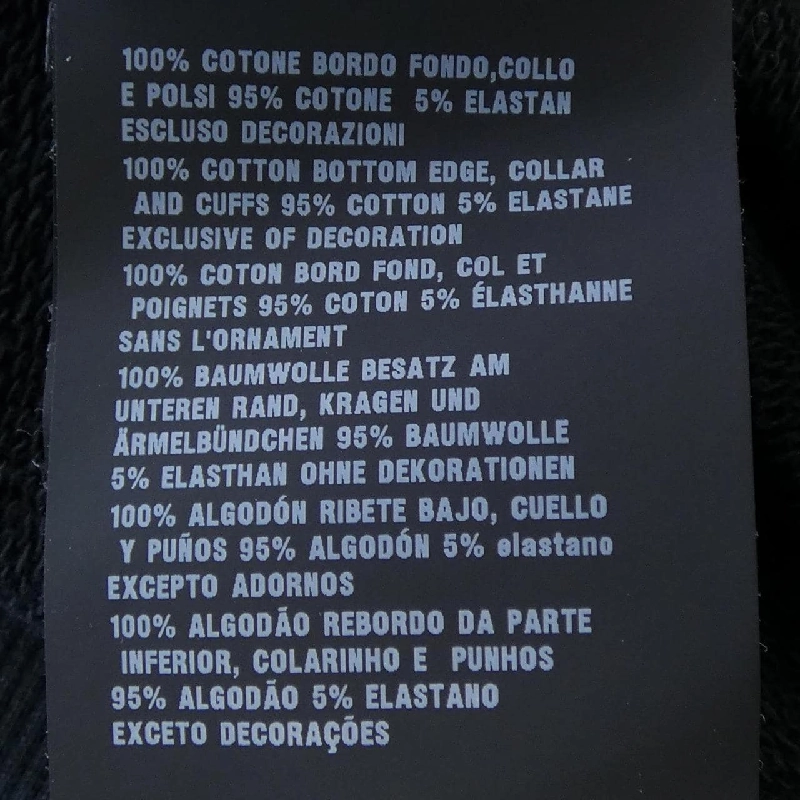 100% COTONE BORDO FONDO,COLLO
E POLSI 95% COTONE 5% ELASTAN
ESCLUSO DECORAZIONI
100% COTTON BOTTOM EDGE, COLLAR
AND CUFFS 95% COTTON 5% ELASTANE
EXCLUSIVE OF DECORATION
100% COTON BORD FOND, COL ET
POIGNETS 95% COTON 5% ÉLASTHANNE
SANS L'ORNAMENT
100% BAUMWOLLE BESATZ AM
UNTEREN RAND, KRAGEN UND
ÄRMELBÜNDCHEN 95% BAUMWOLLE
5% ELASTHAN OHNE DEKORATIONEN
100% ALGODÓN RIBETE BAJO, CUELLO
Y PUÑOS 95% ALGODÓN 5% elastano
EXCEPTO ADORNOS
100% ALGODÃO REBORDO DA PARTE
INFERIOR, COLARINHO E PUNHOS
95% ALGODÃO 5% ELASTANO
EXCETO DECORAÇÕES